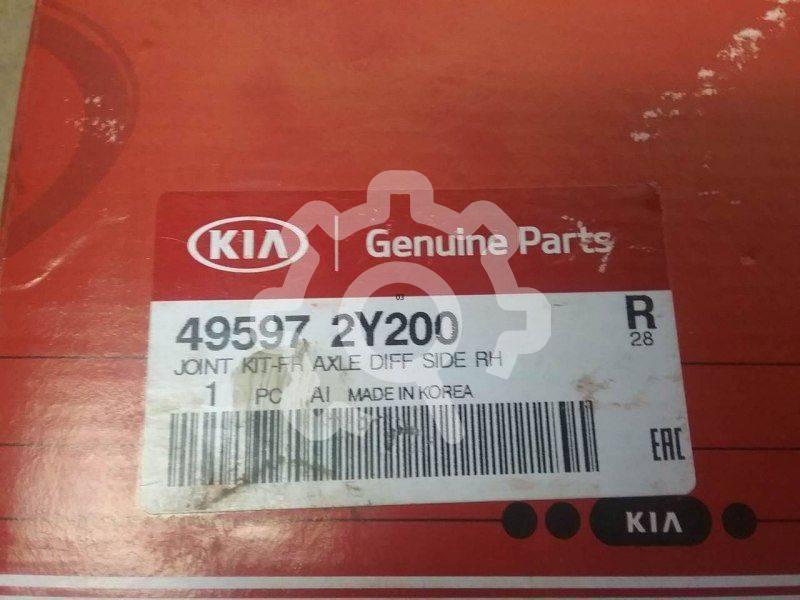 KIA Genuine Parts
03
49597 2Y200 R
28
JOINT KIT-FR AXLE DIFF SIDE RH
1 PC AI MADE IN KOREA
EAC
KIA